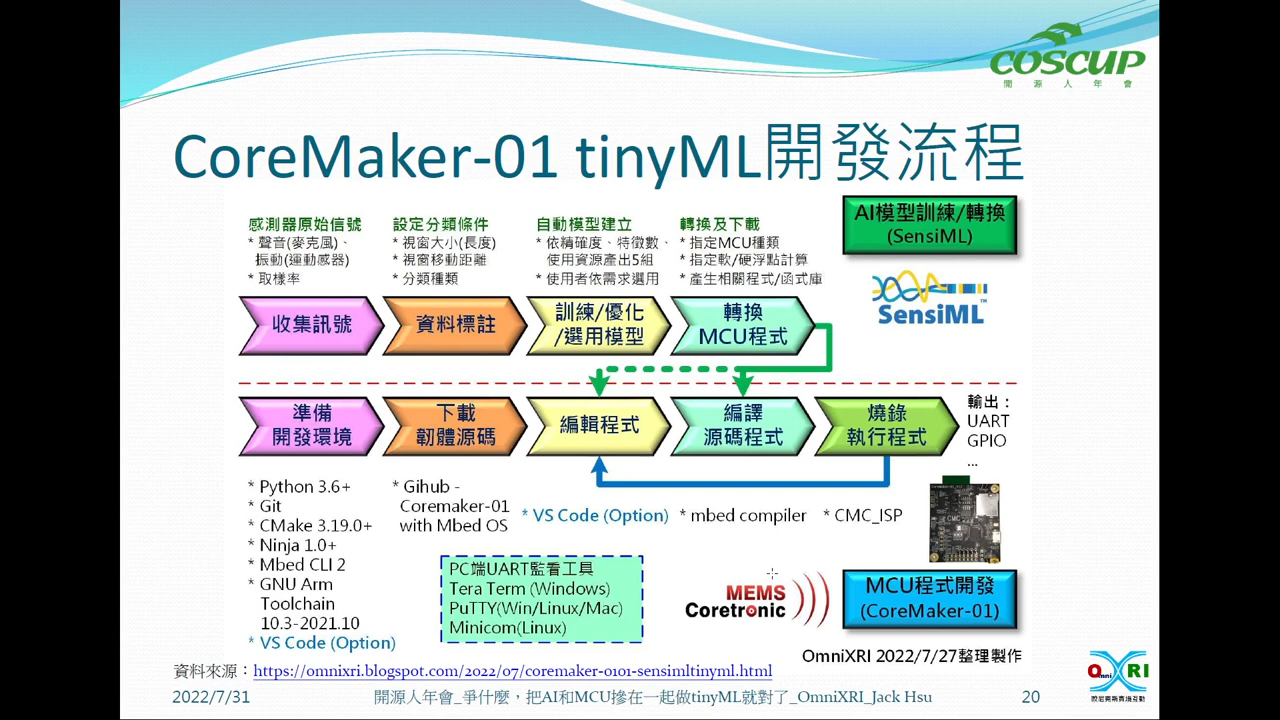 COSCUP
開源人年會
CoreMaker-01 tinyML開發流程
感測器原始信號
* 聲音(麥克風)、
振動(運動感器)
* 取樣率
設定分類條件
* 視窗大小(長度)
* 視窗移動距離
* 分類種類
自動模型建立
* 依精確度、特徵數、
使用資源產出5組
* 使用者依需求選用
轉換及下載
* 指定MCU種類
* 指定軟/硬浮點計算
* 產生相關程式/函式庫
AI模型訓練/轉換
(SensiML)
SensiML™
收集訊號
資料標註
訓練/優化
/選用模型
轉換
MCU程式
準備
開發環境
下載
韌體源碼
編輯程式
編譯
源碼程式
燒錄
執行程式
輸出：
UART
GPIO
...
* Python 3.6+
* Git
* CMake 3.19.0+
* Ninja 1.0+
* Mbed CLI 2
* GNU Arm
Toolchain
10.3-2021.10
* VS Code (Option)
* Gihub -
Coremaker-01
with Mbed OS
* VS Code (Option)
* mbed compiler
* CMC_ISP
PC端UART監看工具
Tera Term (Windows)
PuTTY(Win/Linux/Mac)
Minicom(Linux)
MEMS
Coretronic
MCU程式開發
(CoreMaker-01)
OmniXRI 2022/7/27整理製作
資料來源：https://omnixri.blogspot.com/2022/07/coremaker-0101-sensimltinyml.html
OmniXRI
歐尼克斯實境互動
2022/7/31
開源人年會_爭什麼，把AI和MCU摻在一起做tinyML就對了_OmniXRI_Jack Hsu
20